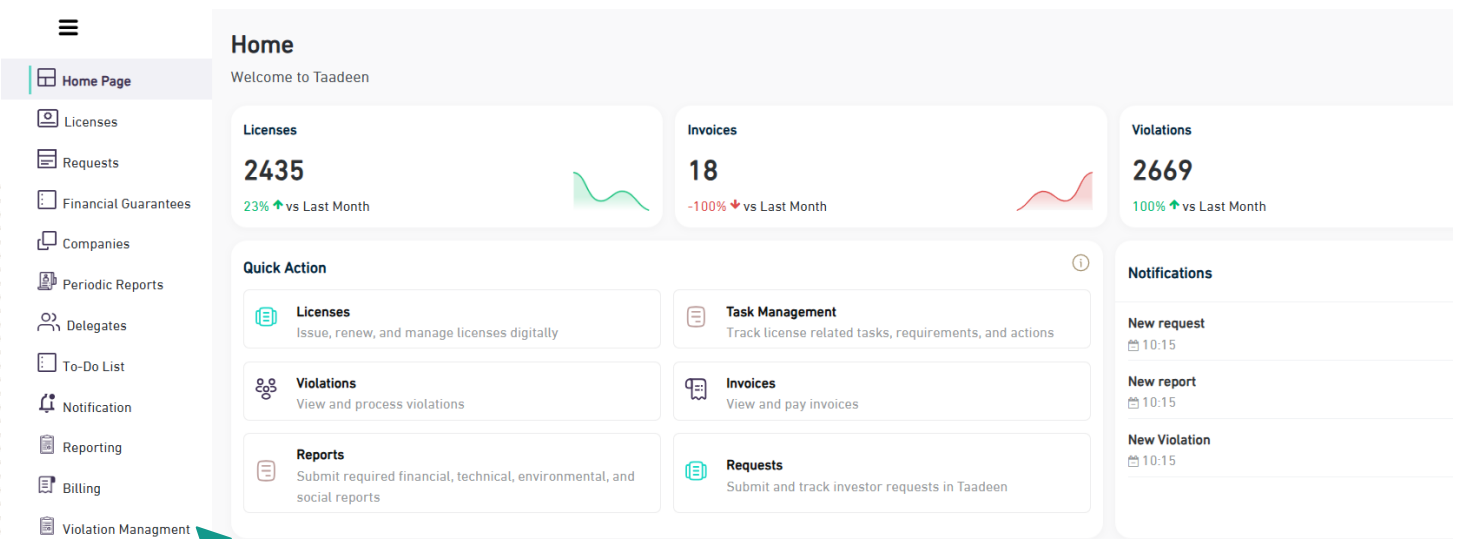 Home Page
Licenses
Requests
Financial Guarantees
Companies
Periodic Reports
Delegates
To-Do List
Notification
Reporting
Billing
Violation Managment
Home
Welcome to Taadeen
Licenses
2435
23% vs Last Month
Invoices
18
-100% vs Last Month
Violations
2669
100% vs Last Month
Quick Action
Licenses
Issue, renew, and manage licenses digitally
Task Management
Track license related tasks, requirements, and actions
Violations
View and process violations
Invoices
View and pay invoices
Reports
Submit required financial, technical, environmental, and
social reports
Requests
Submit and track investor requests in Taadeen
Notifications
New request
10:15
New report
10:15
New Violation
10:15